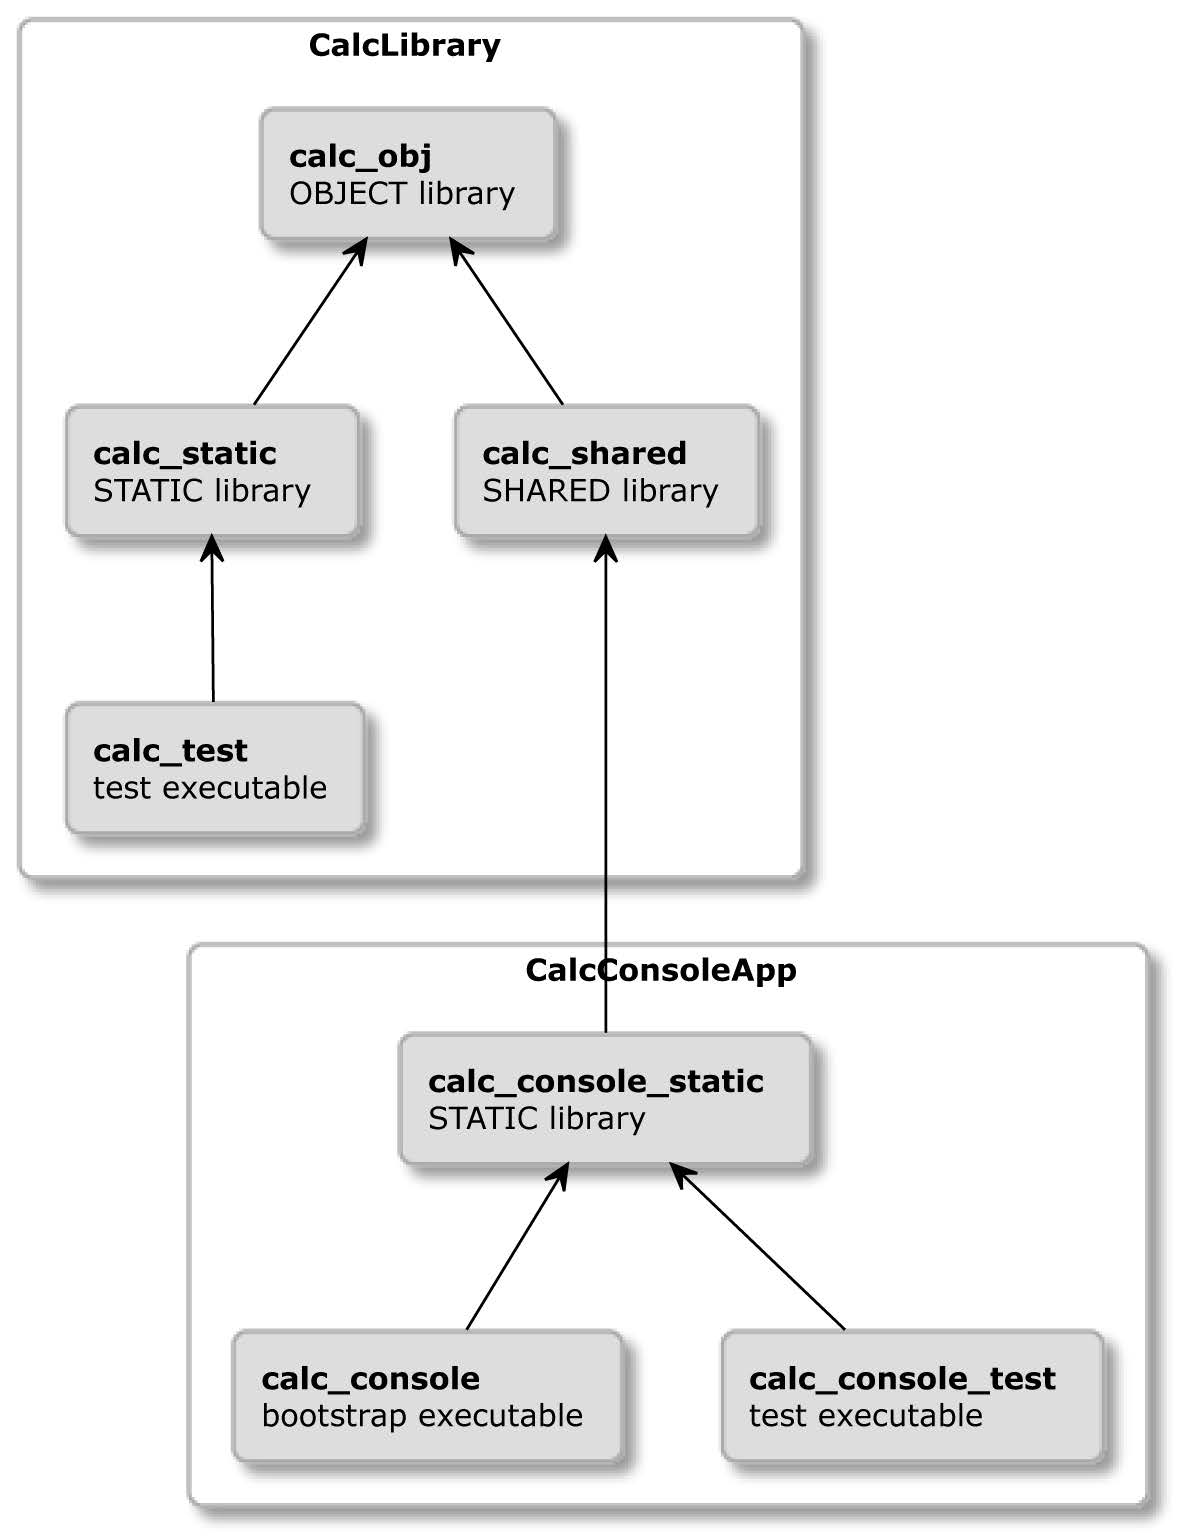 CalcLibrary
calc_obj
OBJECT library
calc_static
STATIC library
calc_shared
SHARED library
calc_test
test executable
CalcConsoleApp
calc_console_static
STATIC library
calc_console
bootstrap executable
calc_console_test
test executable